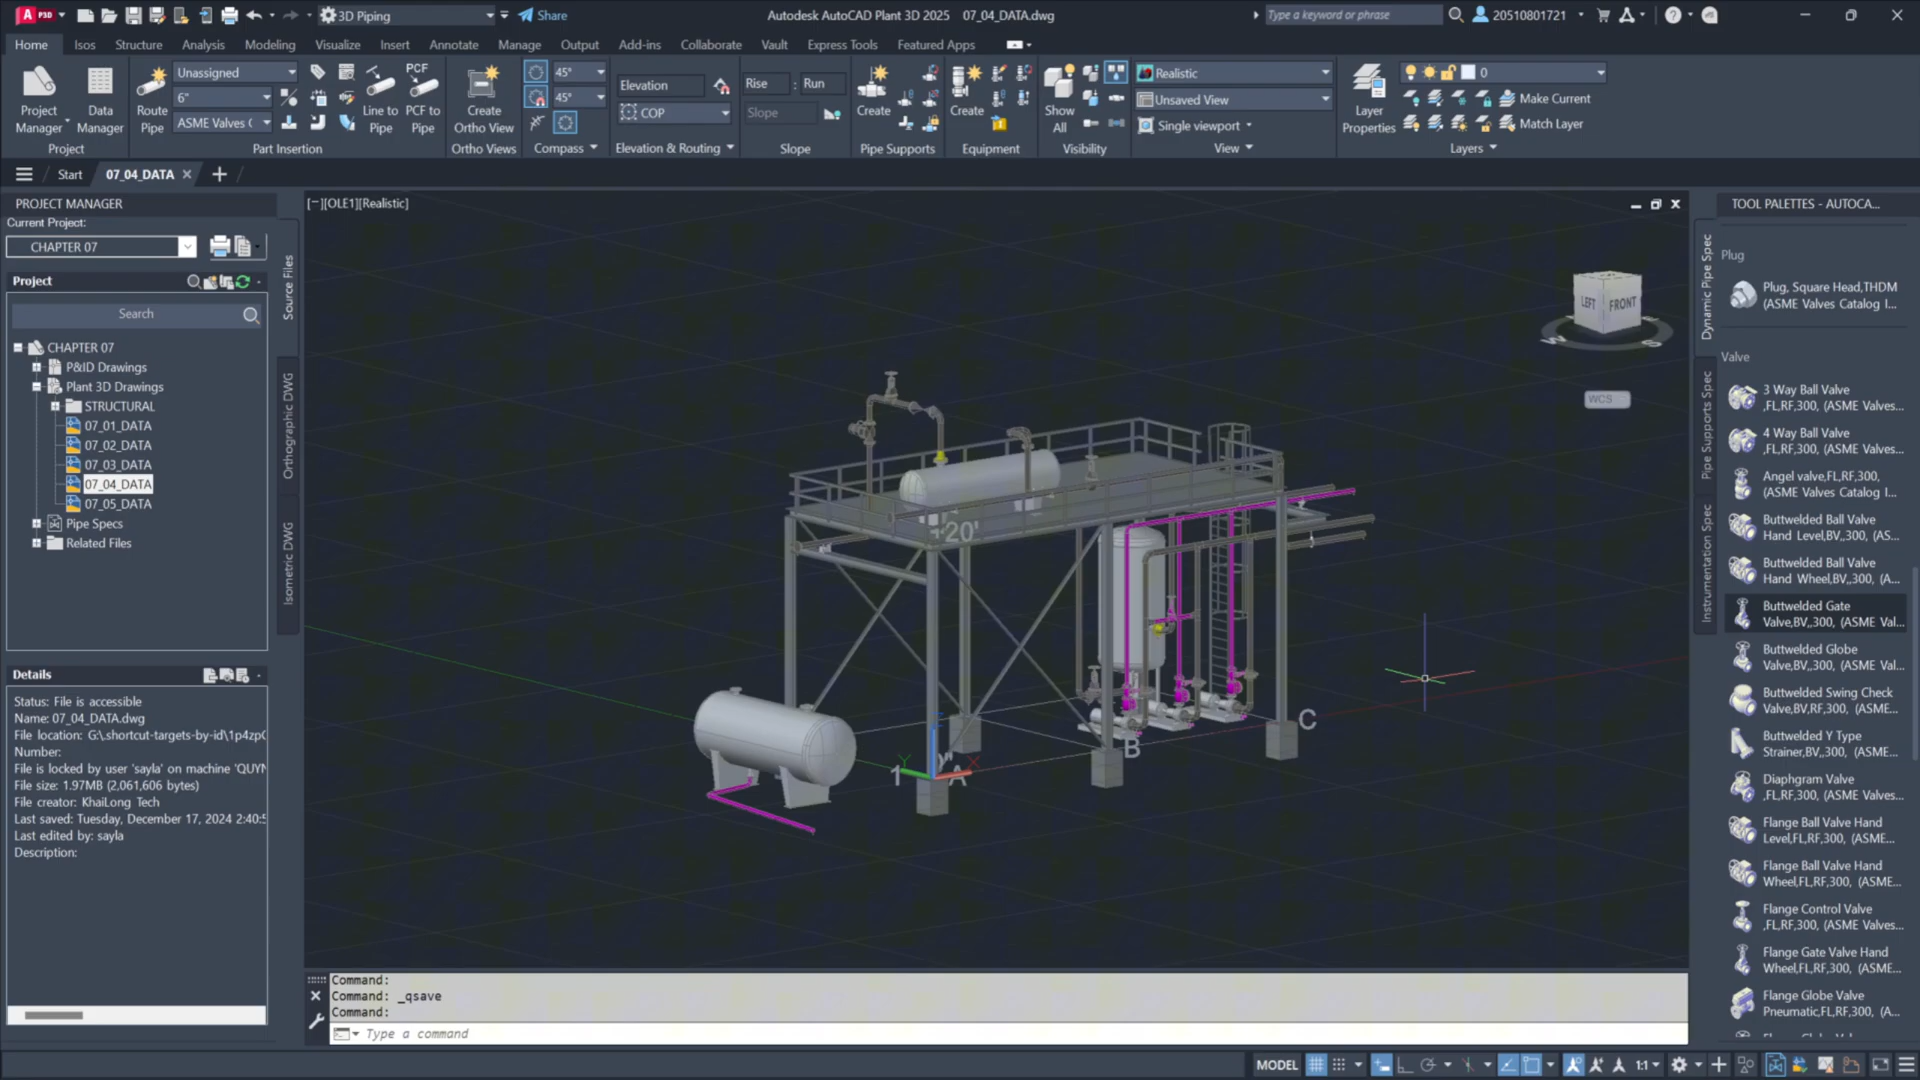 A P3D
3D Piping
Share
Autodesk AutoCAD Plant 3D 2025 07_04_DATA.dwg
Type a keyword or phrase
20510801721
Home
Isos
Structure
Analysis
Modeling
Visualize
Insert
Annotate
Manage
Output
Add-ins
Collaborate
Vault
Express Tools
Featured Apps
Project Manager
Data Manager
Project
Route Pipe
Unassigned
6"
ASME Valves (
Line to Pipe
PCF
PCF to Pipe
Part Insertion
Create Ortho View
Ortho Views
45°
45°
Compass
Elevation
COP
Elevation & Routing
Rise : Run
Slope
Slope
Create
Pipe Supports
Create
Equipment
Show All
Visibility
Realistic
Unsaved View
Single viewport
View
Layer Properties
0
Make Current
Match Layer
Layers
Start
07_04_DATA
PROJECT MANAGER
Current Project:
CHAPTER 07
Project
Search
CHAPTER 07
P&ID Drawings
Plant 3D Drawings
STRUCTURAL
07_01_DATA
07_02_DATA
07_03_DATA
07_04_DATA
07_05_DATA
Pipe Specs
Related Files
Source Files
Orthographic DWG
Isometric DWG
Details
Status: File is accessible
Name: 07_04_DATA.dwg
File location: G:\.shortcut-targets-by-id\1p4zp(
Number:
File is locked by user 'sayla' on machine 'QUYN
File size: 1.97MB (2,061,606 bytes)
File creator: KhaiLong Tech
Last saved: Tuesday, December 17, 2024 2:40:5
Last edited by: sayla
Description:
[−][OLE1][Realistic]
LEFT
FRONT
W
S
WCS
20'
1
Y
A
X
B
C
Command:
Command: _qsave
Command:
Type a command
TOOL PALETTES - AUTOCA...
Dynamic Pipe Spec
Pipe Supports Spec
Instrumentation Spec
Plug
Plug, Square Head,THDM
(ASME Valves Catalog I...
Valve
3 Way Ball Valve
,FL,RF,300, (ASME Valves...
4 Way Ball Valve
,FL,RF,300, (ASME Valves...
Angel valve,FL,RF,300,
(ASME Valves Catalog I...
Buttwelded Ball Valve
Hand Level,BV,,300, (AS...
Buttwelded Ball Valve
Hand Wheel,BV,,300, (A...
Buttwelded Gate
Valve,BV,,300, (ASME Val...
Buttwelded Globe
Valve,BV,,300, (ASME Val...
Buttwelded Swing Check
Valve,BV,RF,300, (ASME...
Buttwelded Y Type
Strainer,BV,,300, (ASME...
Diaphgram Valve
,FL,RF,300, (ASME Valves...
Flange Ball Valve Hand
Level,FL,RF,300, (ASME...
Flange Ball Valve Hand
Wheel,FL,RF,300, (ASME...
Flange Control Valve
,FL,RF,300, (ASME Valves...
Flange Gate Valve Hand
Wheel,FL,RF,300, (ASME...
Flange Globe Valve
Pneumatic,FL,RF,300, (A...
MODEL
1:1